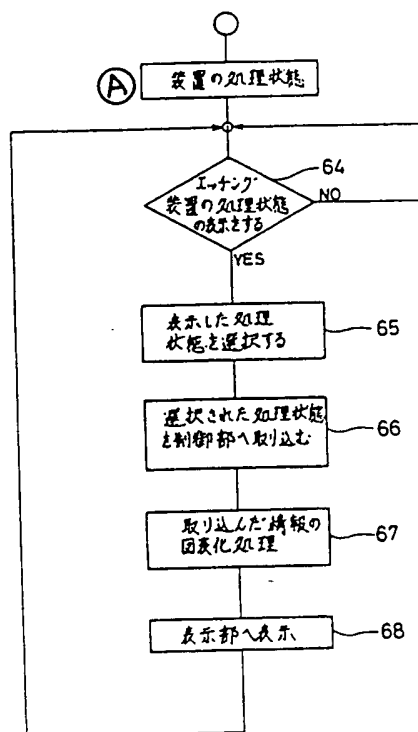 A
装置の処理状態
64
エッチング
装置の処理状態
の表示をする
NO
YES
表示した処理
状態を選択する
65
選択された処理状態
を制御部へ取り込む
66
取り込んだ情報の
図表化処理
67
表示部へ表示
68